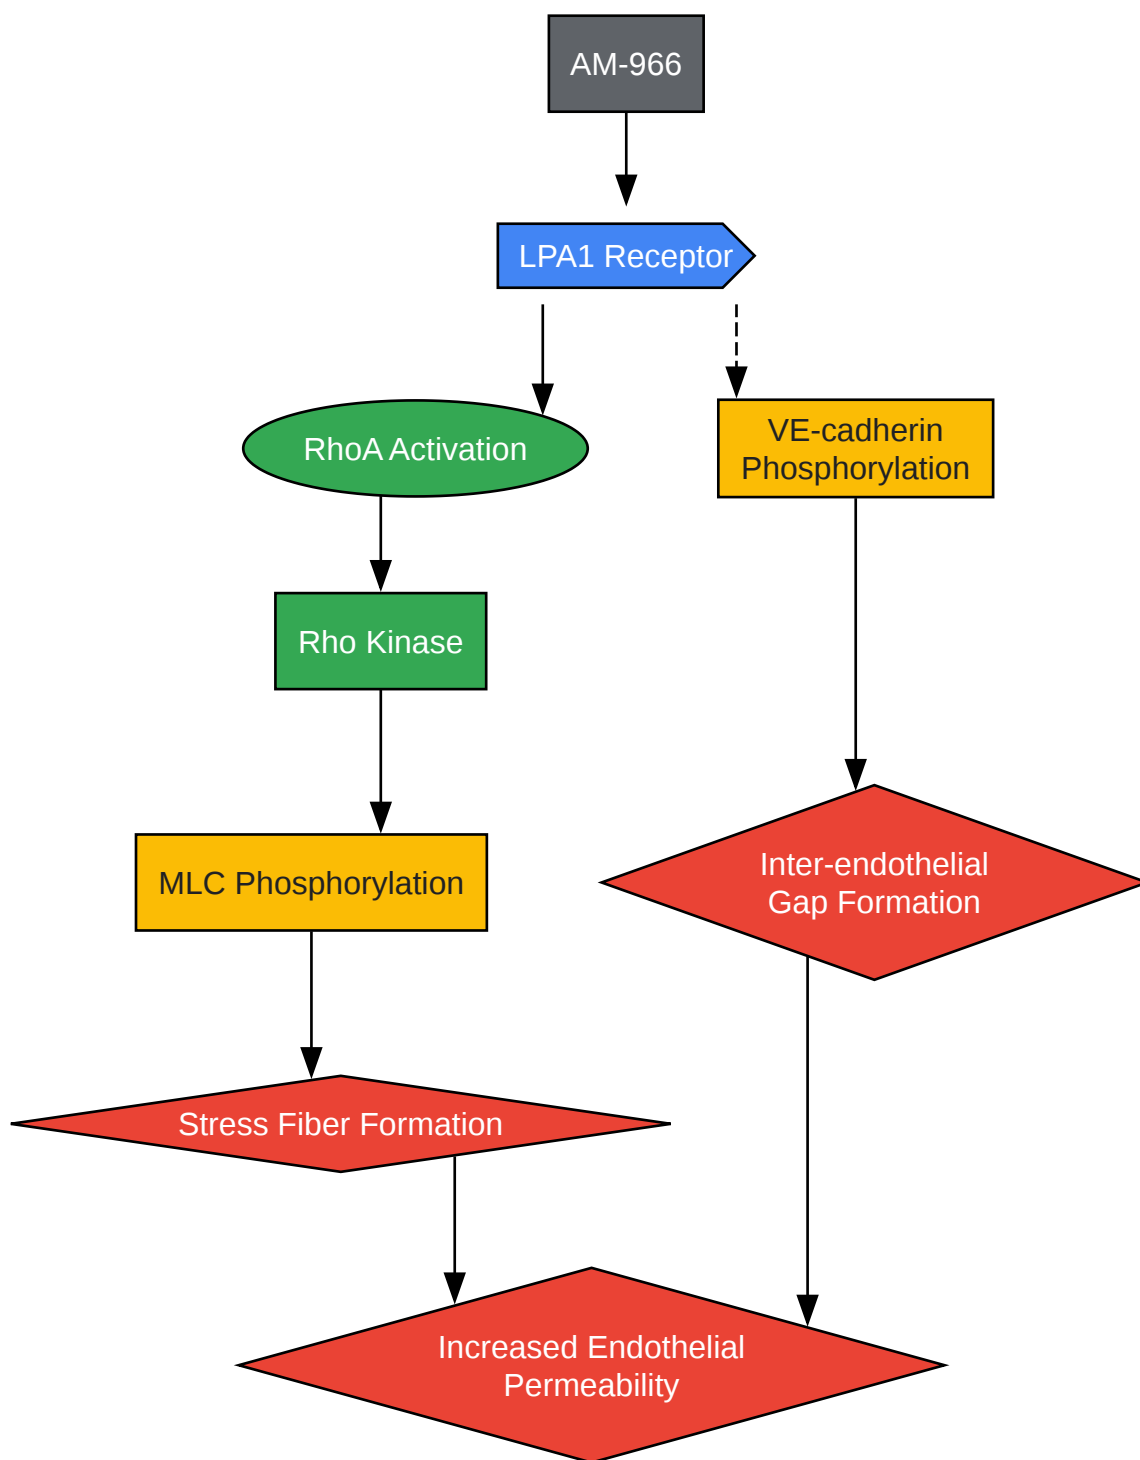 AM-966
LPA1 Receptor
RhoA Activation
VE-cadherin
Phosphorylation
Rho Kinase
MLC Phosphorylation
Inter-endothelial
Gap Formation
Stress Fiber Formation
Increased Endothelial
Permeability